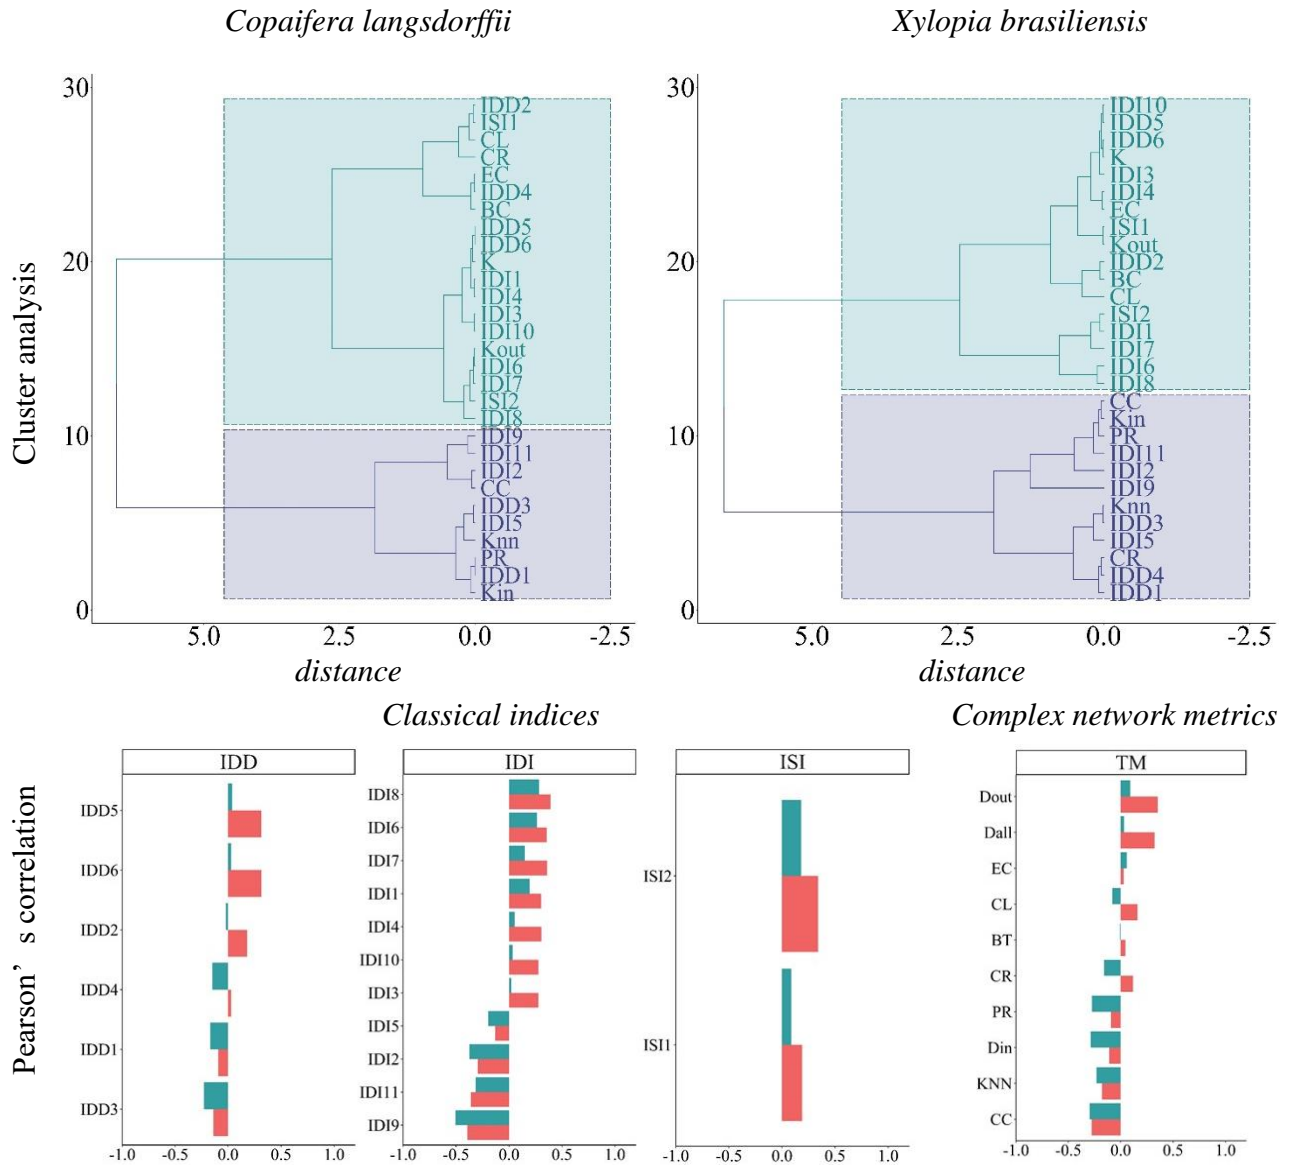 Copaifera langsdorffii
Xylopia brasiliensis
Cluster analysis
30
20
10
0
IDD2
ISI1
CL
CR
EC
IDD4
BC
IDD5
IDD6
K
IDI1
IDI4
IDI3
IDI10
Kout
IDI6
IDI7
ISI2
IDI8
IDI9
IDI11
IDI2
CC
IDD3
IDI5
Knn
PR
IDD1
Kin
5.0 2.5 0.0 -2.5
distance
30
20
10
0
IDI10
IDD5
IDD6
K
IDI3
IDI4
EC
ISI1
Kout
IDD2
BC
CL
ISI2
IDI1
IDI7
IDI6
IDI8
CC
Kin
PR
IDI11
IDI2
IDI9
Knn
IDD3
IDI5
CR
IDD4
IDD1
5.0 2.5 0.0 -2.5
distance
Classical indices
Complex network metrics
Pearson’ s correlation
IDD
IDD5
IDD6
IDD2
IDD4
IDD1
IDD3
-1.0 -0.5 0.0 0.5 1.0
IDI
IDI8
IDI6
IDI7
IDI1
IDI4
IDI10
IDI3
IDI5
IDI2
IDI11
IDI9
-1.0 -0.5 0.0 0.5 1.0
ISI
ISI2
ISI1
-1.0 -0.5 0.0 0.5 1.0
TM
Dout
Dall
EC
CL
BT
CR
PR
Din
KNN
CC
-1.0 -0.5 0.0 0.5 1.0